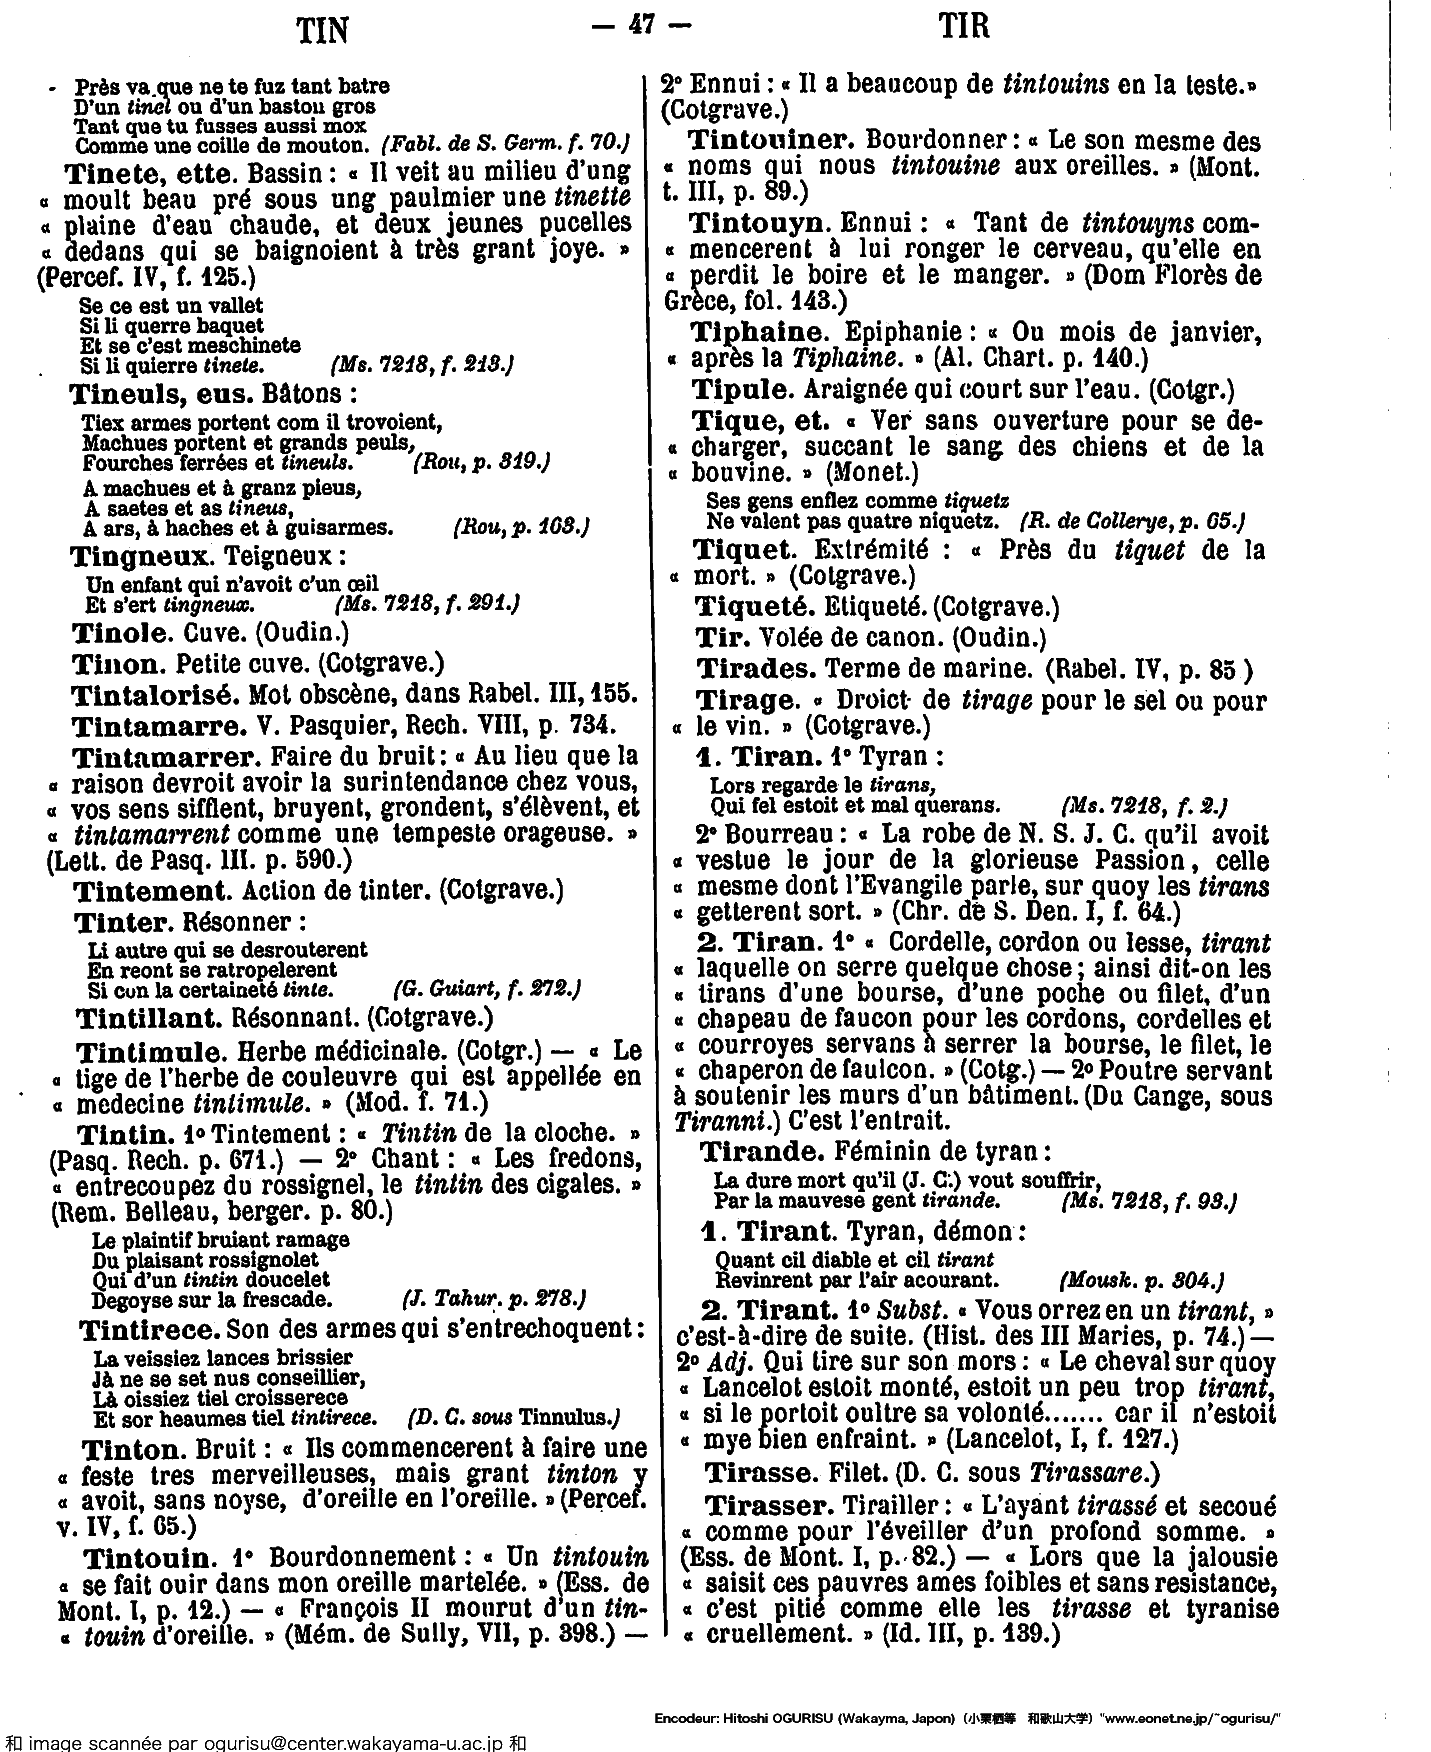 TIN — 47 — TIR
Près va que ne te fuz tant batre
D'un tinel ou d'un baston gros
Tant que tu fusses aussi mox
Comme une coille de mouton. (Fabl. de S. Germ. f. 70.)
Tinete, ette. Bassin : « Il veit au milieu d'ung
« moult beau pré sous ung paulmier une tinette
« plaine d'eau chaude, et deux jeunes pucelles
« dedans qui se baignoient à très grant joye. »
(Percef. IV, f. 125.)
Se ce est un vallet
Si li querre baquet
Et se c'est meschinete
Si li quierre tinete. (Ms. 7218, f. 213.)
Tineuls, eus. Bâtons :
Tiex armes portent com il trovoient,
Machues portent et grands peuls,
Fourches ferrées et tineuls. (Rou, p. 319.)
A machues et à granz pieus,
A saetes et as tineus,
A ars, à haches et à guisarmes. (Rou, p. 163.)
Tingneux. Teigneux :
Un enfant qui n'avoit c'un œil
Et s'ert tingneux. (Ms. 7218, f. 291.)
Tinole. Cuve. (Oudin.)
Tinon. Petite cuve. (Cotgrave.)
Tintalorisé. Mot obscène, dans Rabel. III, 155.
Tintamarre. V. Pasquier, Rech. VIII, p. 734.
Tintamarrer. Faire du bruit : « Au lieu que la
« raison devroit avoir la surintendance chez vous,
« vos sens sifflent, bruyent, grondent, s'élèvent, et
« tintamarrent comme une tempeste orageuse. »
(Lett. de Pasq. III. p. 590.)
Tintement. Action de tinter. (Cotgrave.)
Tinter. Résonner :
Li autre qui se desrouterent
En reont se ratropelerent
Si con la certaineté tinte. (G. Guiart, f. 272.)
Tintillant. Résonnant. (Cotgrave.)
Tintimule. Herbe médicinale. (Cotgr.) — « Le
« tige de l'herbe de couleuvre qui est appellée en
« medecine tintimule. » (Mod. f. 71.)
Tintin. 1º Tintement : « Tintin de la cloche. »
(Pasq. Rech. p. 671.) — 2º Chant : « Les fredons,
« entrecoupez du rossignel, le tintin des cigales. »
(Rem. Belleau, berger. p. 80.)
Le plaintif bruiant ramage
Du plaisant rossignolet
Qui d'un tintin doucelet
Degoyse sur la frescade. (J. Tahur. p. 278.)
Tintirece. Son des armes qui s'entrechoquent :
La veissiez lances brissier
Jà ne se set nus conseillier,
Là oissiez tiel croisserece
Et sor heaumes tiel tintirece. (D. C. sous Tinnulus.)
Tinton. Bruit : « Ils commencerent à faire une
« feste tres merveilleuses, mais grant tinton y
« avoit, sans noyse, d'oreille en l'oreille. » (Percef.
v. IV, f. 65.)
Tintouin. 1º Bourdonnement : « Un tintouin
« se fait ouir dans mon oreille martelée. » (Ess. de
Mont. I, p. 12.) — « François II mourut d'un tin-
« touin d'oreille. » (Mém. de Sully, VII, p. 398.) —
2º Ennui : « Il a beaucoup de tintouins en la teste.»
(Cotgrave.)
Tintouiner. Bourdonner : « Le son mesme des
« noms qui nous tintouine aux oreilles. » (Mont.
t. III, p. 89.)
Tintouyn. Ennui : « Tant de tintouyns com-
« mencerent à lui ronger le cerveau, qu'elle en
« perdit le boire et le manger. » (Dom Florès de
Grèce, fol. 143.)
Tiphaine. Epiphanie : « Ou mois de janvier,
« après la Tiphaine. » (Al. Chart. p. 140.)
Tipule. Araignée qui court sur l'eau. (Cotgr.)
Tique, et. « Ver sans ouverture pour se de-
« charger, succant le sang des chiens et de la
« bouvine. » (Monet.)
Ses gens enflez comme tiquetz
Ne valent pas quatre niquetz. (R. de Collerye, p. 65.)
Tiquet. Extrémité : « Près du tiquet de la
« mort. » (Cotgrave.)
Tiqueté. Etiqueté. (Cotgrave.)
Tir. Volée de canon. (Oudin.)
Tirades. Terme de marine. (Rabel. IV, p. 85 )
Tirage. « Droict de tirage pour le sel ou pour
« le vin. » (Cotgrave.)
1. Tiran. 1º Tyran :
Lors regarde le tirans,
Qui fel estoit et mal querans. (Ms. 7218, f. 2.)
2º Bourreau : « La robe de N. S. J. C. qu'il avoit
« vestue le jour de la glorieuse Passion, celle
« mesme dont l'Evangile parle, sur quoy les tirans
« getterent sort. » (Chr. de S. Den. I, f. 64.)
2. Tiran. 1º « Cordelle, cordon ou lesse, tirant
« laquelle on serre quelque chose ; ainsi dit-on les
« tirans d'une bourse, d'une poche ou filet, d'un
« chapeau de faucon pour les cordons, cordelles et
« courroyes servans à serrer la bourse, le filet, le
« chaperon de faulcon. » (Cotg.) — 2º Poutre servant
à soutenir les murs d'un bâtiment. (Du Cange, sous
Tiranni.) C'est l'entrait.
Tirande. Féminin de tyran :
La dure mort qu'il (J. C.) vout souffrir,
Par la mauvese gent tirande. (Ms. 7218, f. 93.)
1. Tirant. Tyran, démon :
Quant cil diable et cil tirant
Revinrent par l'air acourant. (Mousk. p. 304.)
2. Tirant. 1º Subst. « Vous orrez en un tirant, »
c'est-à-dire de suite. (Hist. des III Maries, p. 74.) —
2º Adj. Qui tire sur son mors : « Le cheval sur quoy
« Lancelot estoit monté, estoit un peu trop tirant,
« si le portoit oultre sa volonté....... car il n'estoit
« mye bien enfraint. » (Lancelot, I, f. 127.)
Tirasse. Filet. (D. C. sous Tirassare.)
Tirasser. Tirailler : « L'ayant tirassé et secoué
« comme pour l'éveiller d'un profond somme. »
(Ess. de Mont. I, p. 82.) — « Lors que la jalousie
« saisit ces pauvres ames foibles et sans resistance,
« c'est pitié comme elle les tirasse et tyranise
« cruellement. » (Id. III, p. 139.)
Encodeur: Hitoshi OGURISU (Wakayma, Japon) (小栗栖等 和歌山大学) "www.eonet.ne.jp/~ogurisu/"
和 image scannée par ogurisu@center.wakayama-u.ac.jp 和